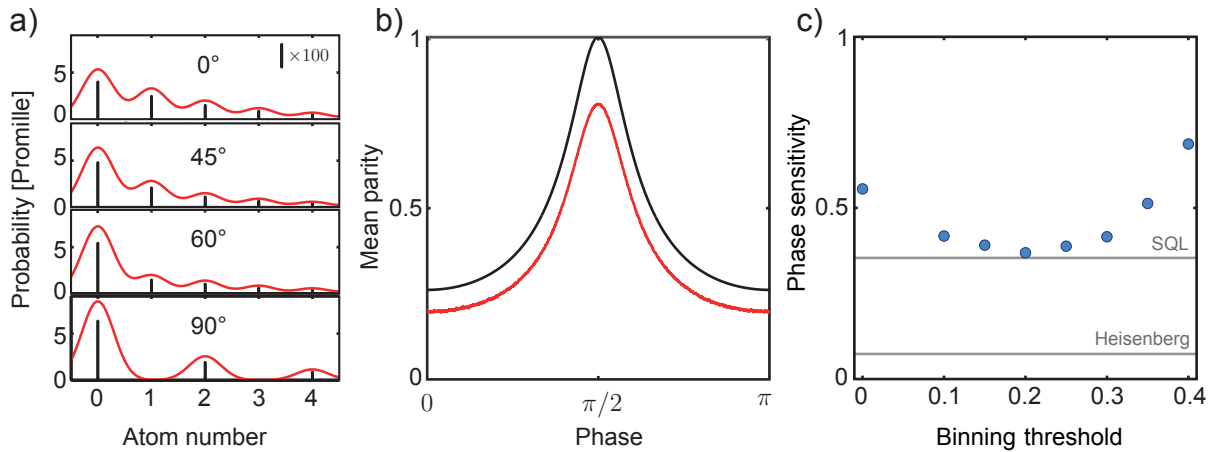 a)
Probability [Promille]
5
0
0°
×100
5
0
45°
5
0
60°
5
0
90°
0 1 2 3 4
Atom number
b)
Mean parity
1
0.5
0
0 π/2 π
Phase
c)
Phase sensitivity
1
0.5
0
SQL
Heisenberg
0 0.1 0.2 0.3 0.4
Binning threshold